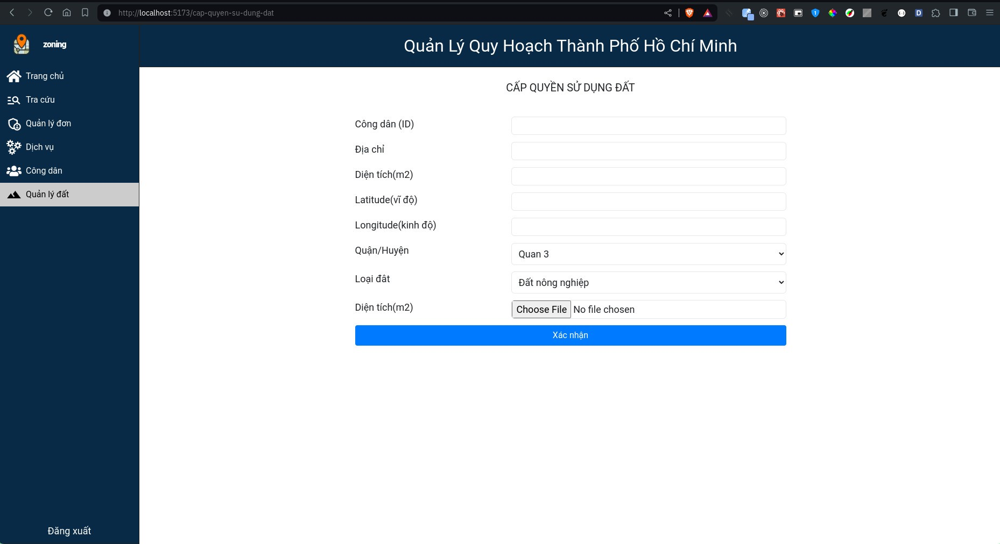 http://localhost:5173/cap-quyen-su-dung-dat
zoning
Quản Lý Quy Hoạch Thành Phố Hồ Chí Minh
Trang chủ
Tra cứu
Quản lý đơn
Dịch vụ
Công dân
Quản lý đất
Đăng xuất
CẤP QUYỀN SỬ DỤNG ĐẤT
Công dân (ID)
Địa chỉ
Diện tích(m2)
Latitude(vĩ độ)
Longitude(kinh độ)
Quận/Huyện
Quan 3
Loại đât
Đất nông nghiệp
Diện tích(m2)
Choose File No file chosen
Xác nhận